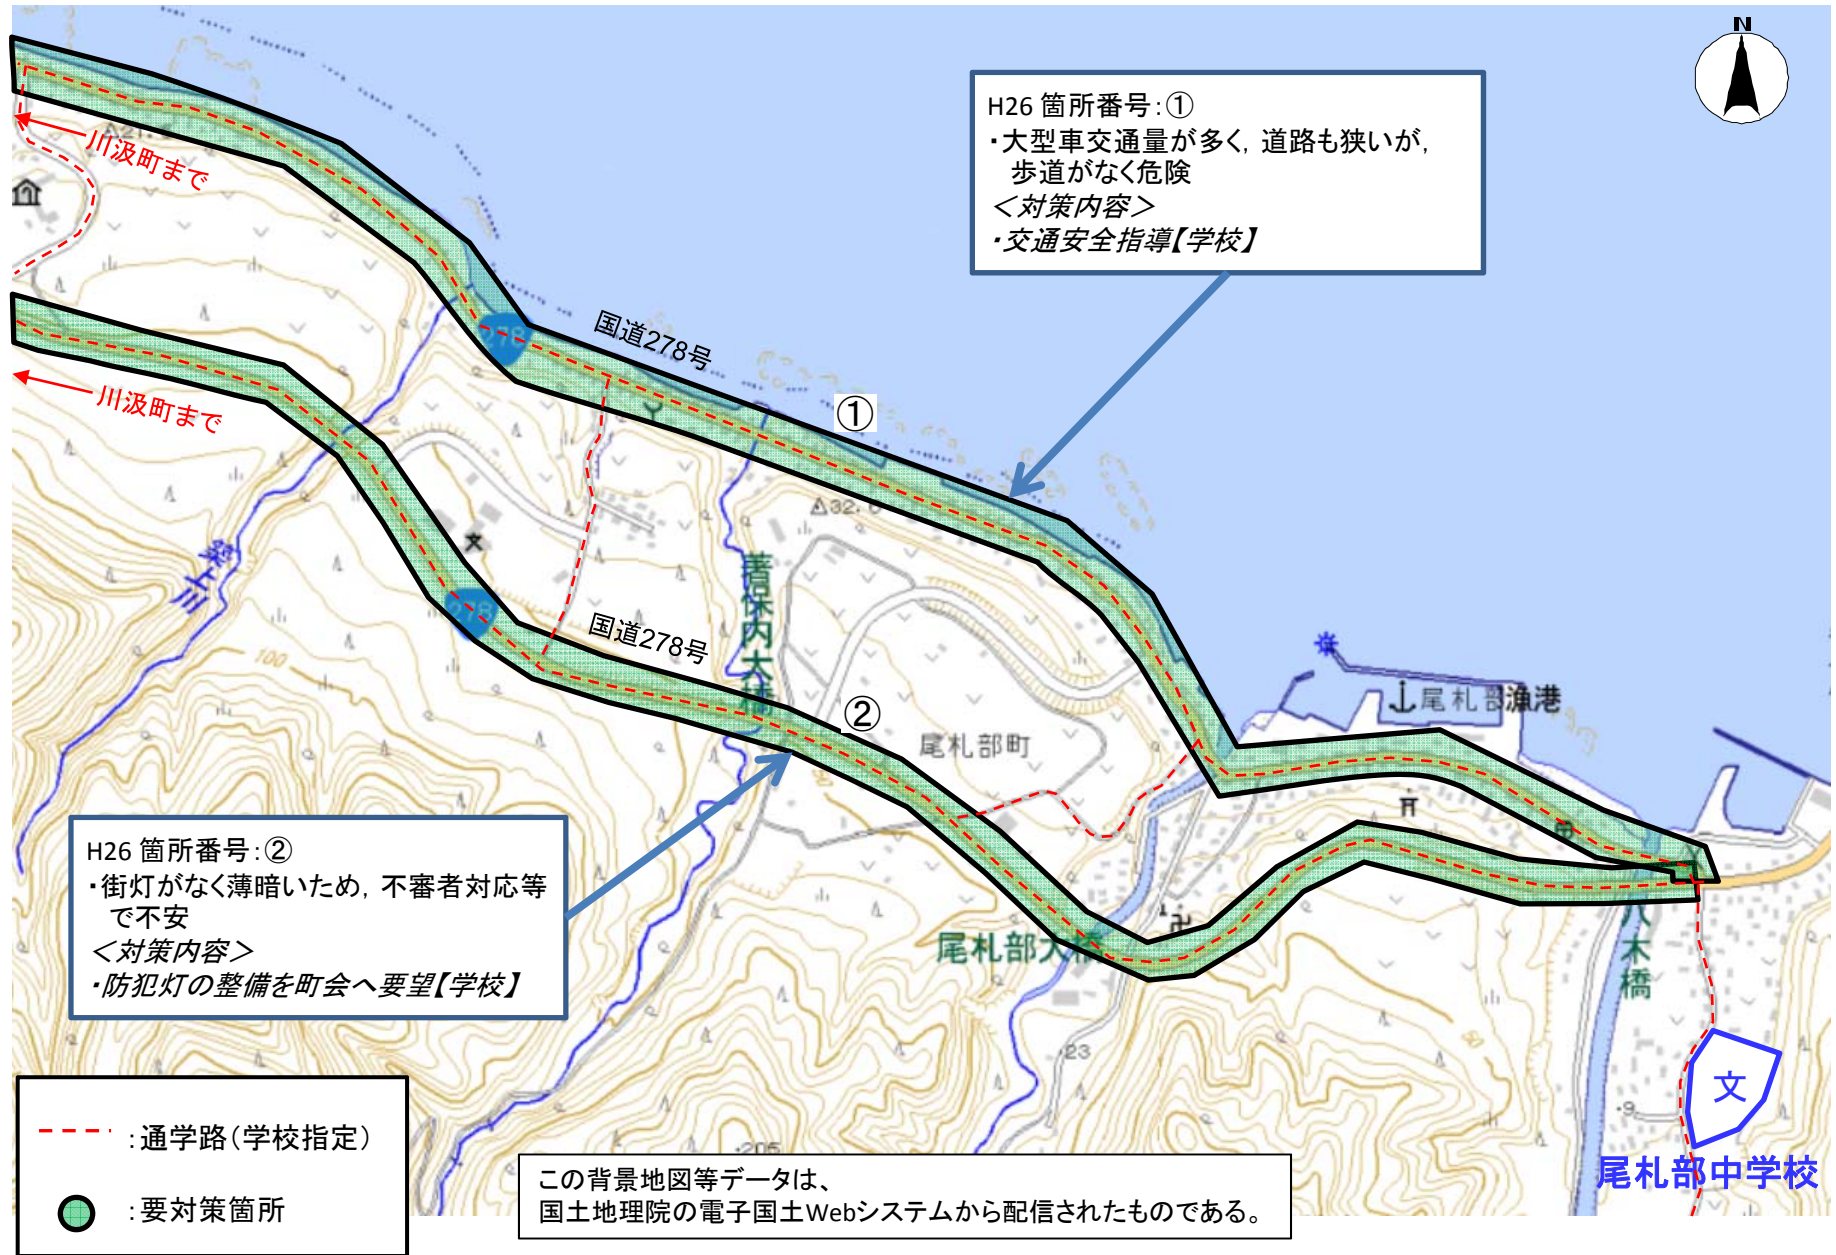 N
H26 箇所番号：①
・大型車交通量が多く，道路も狭いが，
歩道がなく危険
＜対策内容＞
・交通安全指導【学校】
川汲町まで
国道278号
278
①
川汲町まで
△32.6
国道278号
278
②
尾札部町
尾札部漁港
100
H26 箇所番号：②
・街灯がなく薄暗いため，不審者対応等
で不安
＜対策内容＞
・防犯灯の整備を町会へ要望【学校】
尾札部大橋
八木橋
・23
50
・9
文
尾札部中学校
・205
：通学路（学校指定）
：要対策箇所
この背景地図等データは、
国土地理院の電子国土Webシステムから配信されたものである。